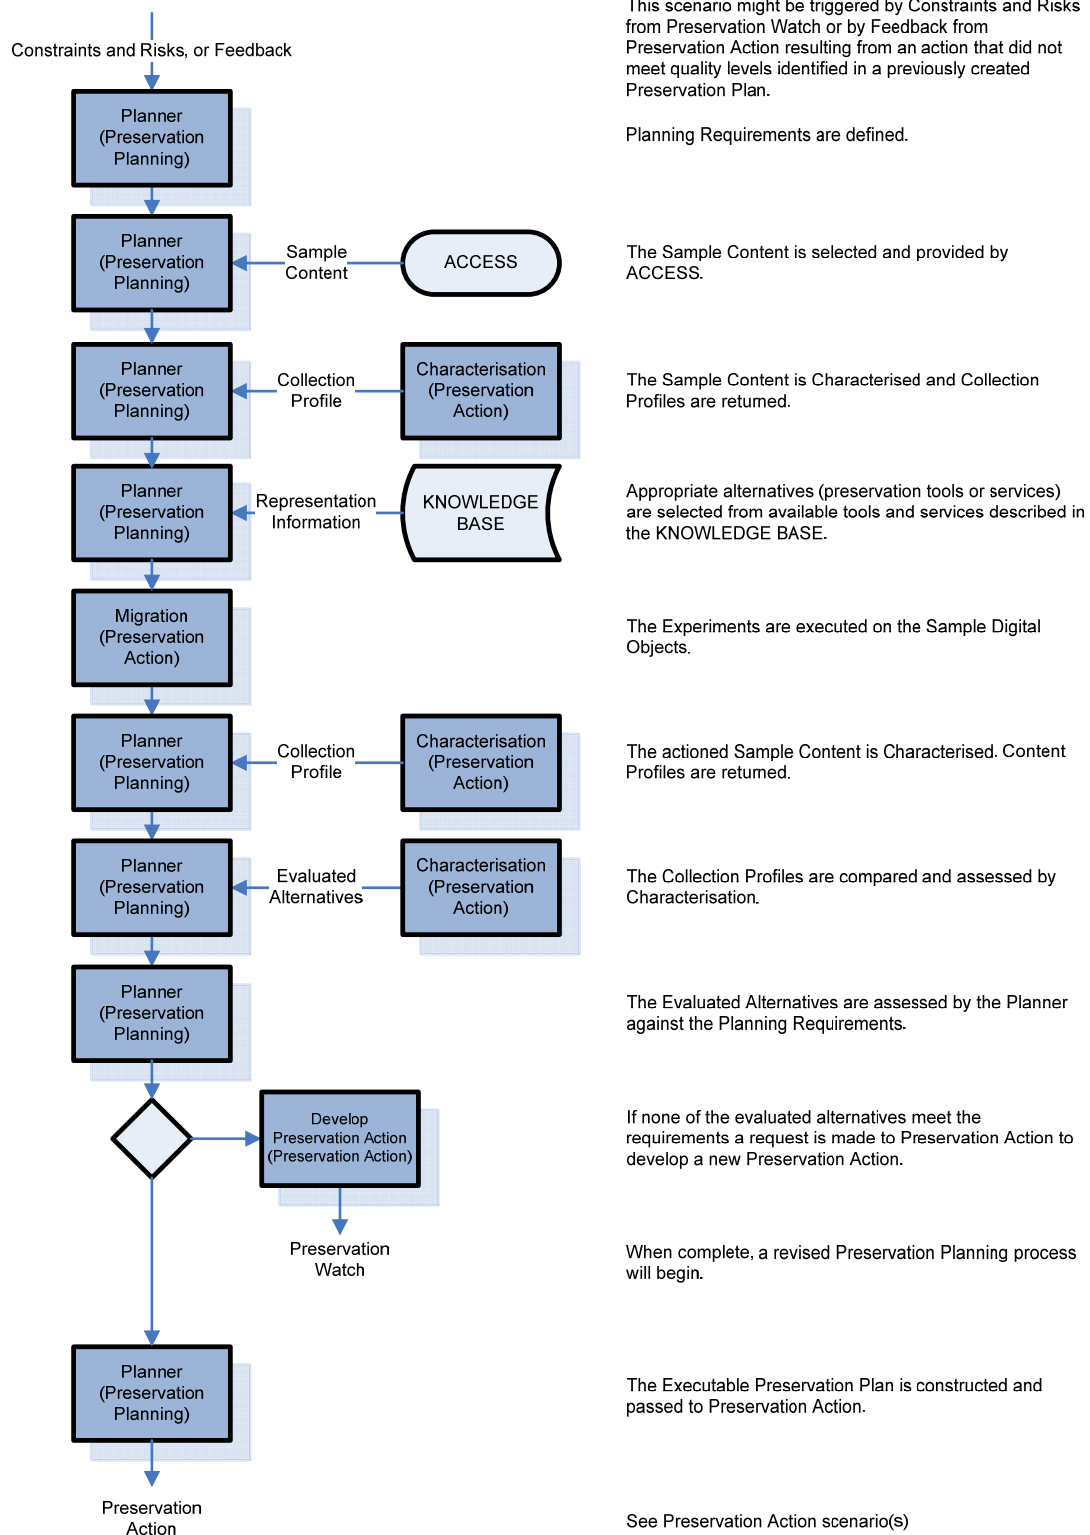 This scenario might be triggered by Constraints and Risks
from Preservation Watch or by Feedback from
Preservation Action resulting from an action that did not
meet quality levels identified in a previously created
Preservation Plan.
Constraints and Risks, or Feedback
Planner
(Preservation
Planning)
Planning Requirements are defined.
Planner
(Preservation
Planning)
Sample
Content
ACCESS
The Sample Content is selected and provided by
ACCESS.
Planner
(Preservation
Planning)
Collection
Profile
Characterisation
(Preservation
Action)
The Sample Content is Characterised and Collection
Profiles are returned.
Planner
(Preservation
Planning)
Representation
Information
KNOWLEDGE
BASE
Appropriate alternatives (preservation tools or services)
are selected from available tools and services described in
the KNOWLEDGE BASE.
Migration
(Preservation
Action)
The Experiments are executed on the Sample Digital
Objects.
Planner
(Preservation
Planning)
Collection
Profile
Characterisation
(Preservation
Action)
The actioned Sample Content is Characterised. Content
Profiles are returned.
Planner
(Preservation
Planning)
Evaluated
Alternatives
Characterisation
(Preservation
Action)
The Collection Profiles are compared and assessed by
Characterisation.
Planner
(Preservation
Planning)
The Evaluated Alternatives are assessed by the Planner
against the Planning Requirements.
Develop
Preservation Action
(Preservation Action)
If none of the evaluated alternatives meet the
requirements a request is made to Preservation Action to
develop a new Preservation Action.
Preservation
Watch
When complete, a revised Preservation Planning process
will begin.
Planner
(Preservation
Planning)
The Executable Preservation Plan is constructed and
passed to Preservation Action.
Preservation
Action
See Preservation Action scenario(s)